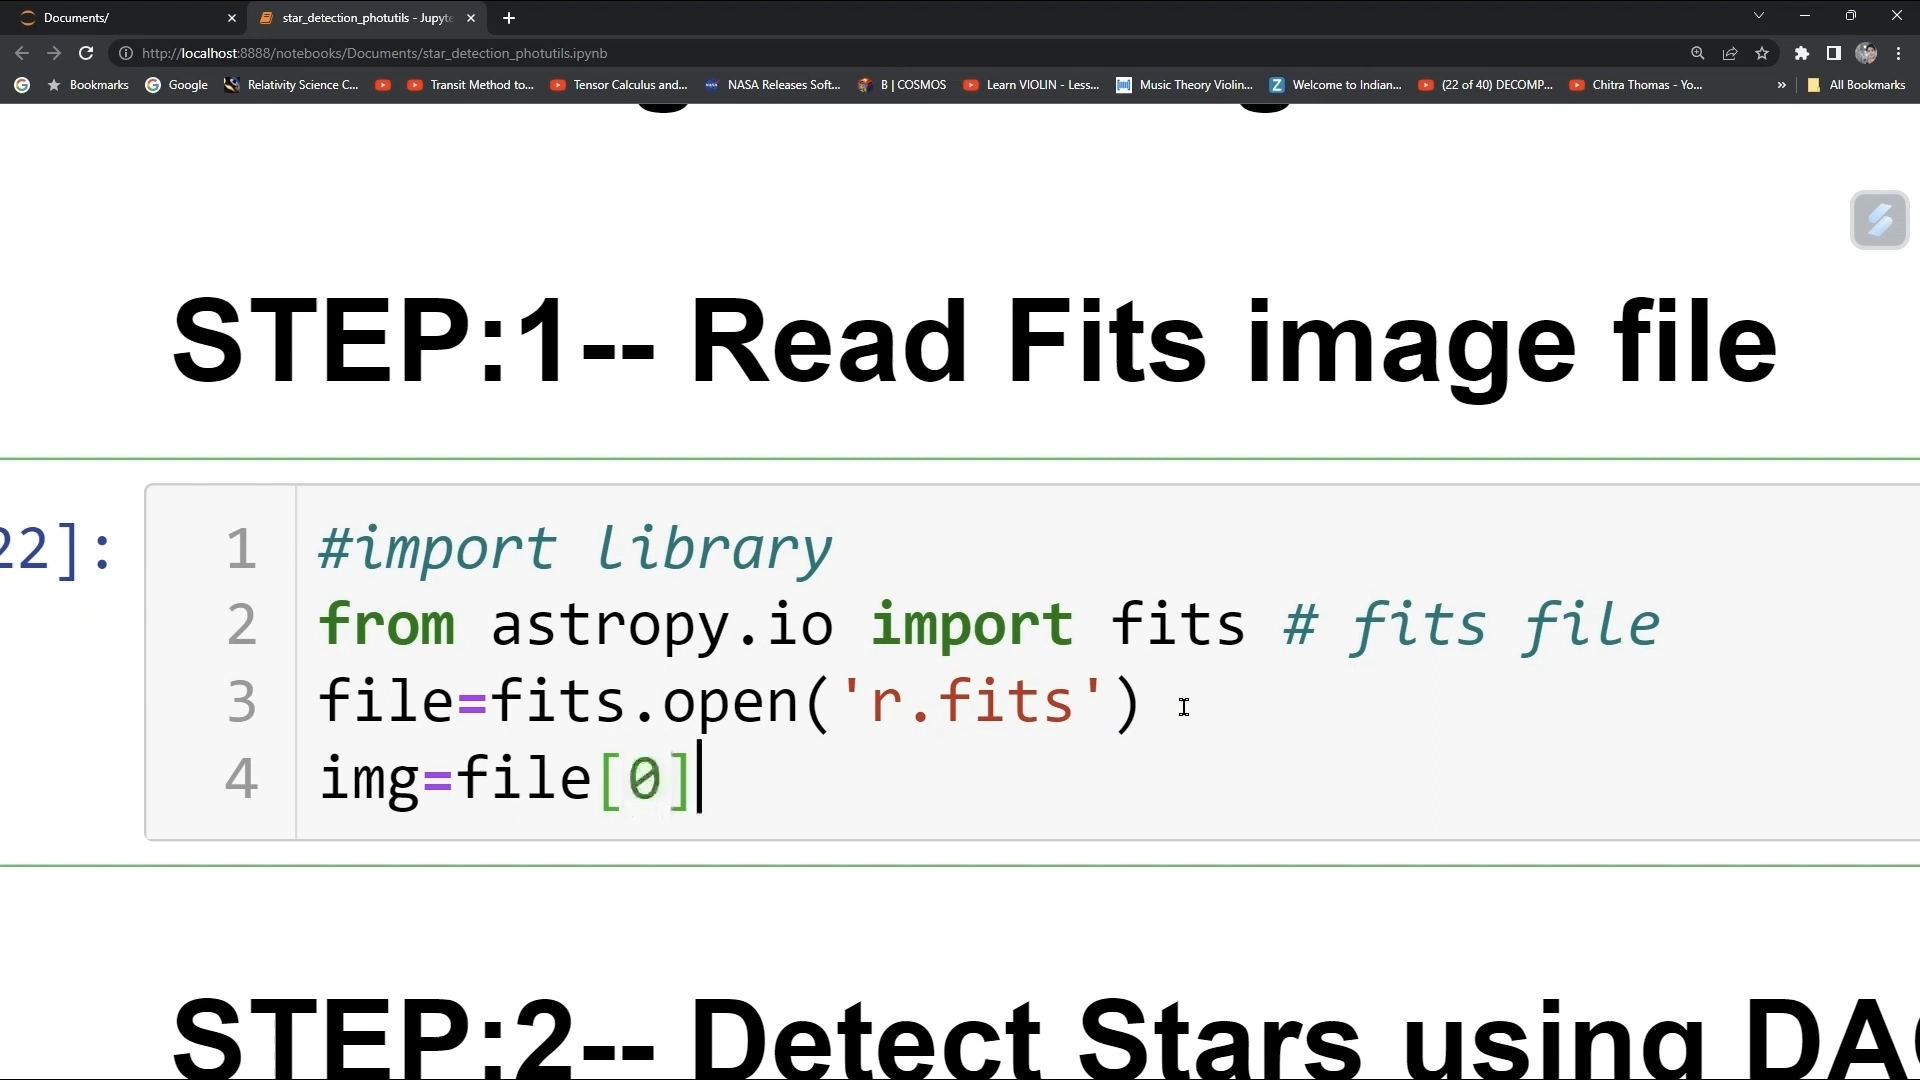 Documents/
star_detection_photutils - Jupyte
http://localhost:8888/notebooks/Documents/star_detection_photutils.ipynb
Bookmarks Google Relativity Science C... Transit Method to... Tensor Calculus and... NASA Releases Soft... B | COSMOS Learn VIOLIN - Less... Music Theory Violin... Welcome to Indian... (22 of 40) DECOMP... Chitra Thomas - Yo... » All Bookmarks
STEP:1-- Read Fits image file
22]:
1 #import library
2 from astropy.io import fits # fits file
3 file=fits.open('r.fits')
4 img=file[0]
STEP:2-- Detect Stars using DAO